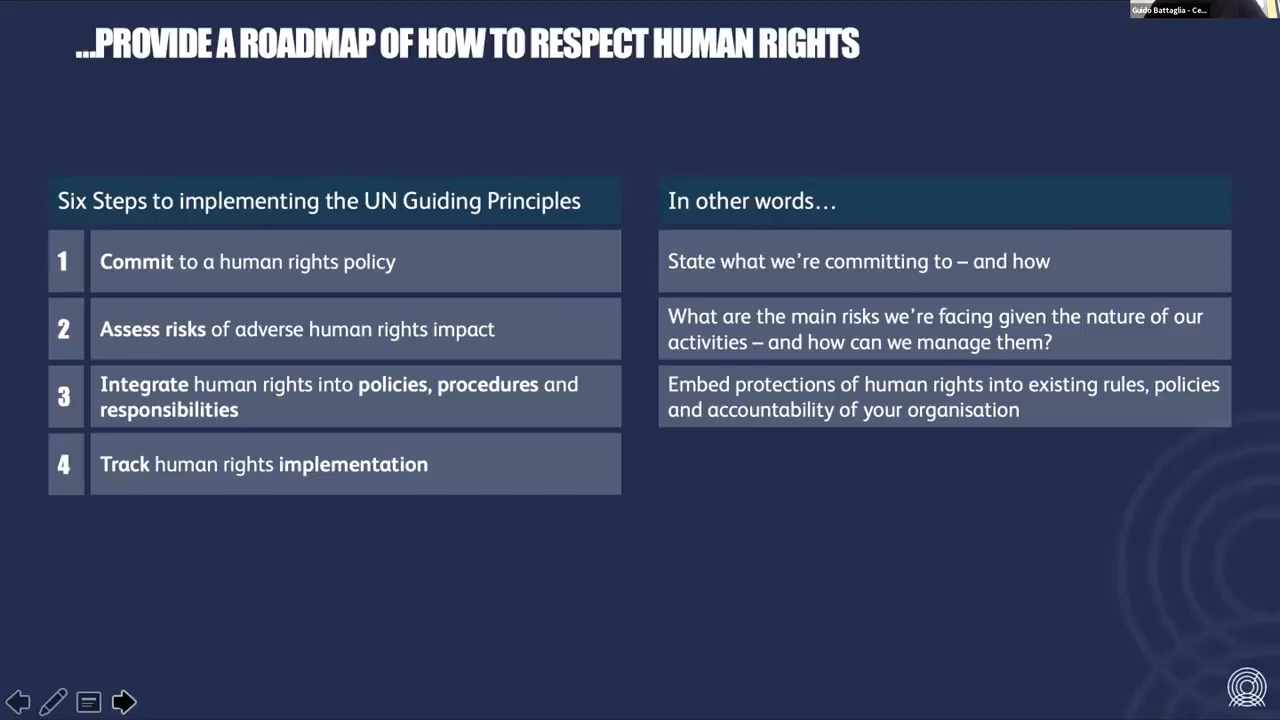 Guido Battaglia - Ce...
...PROVIDE A ROADMAP OF HOW TO RESPECT HUMAN RIGHTS
Six Steps to implementing the UN Guiding Principles
In other words...
1
Commit to a human rights policy
State what we're committing to – and how
2
Assess risks of adverse human rights impact
What are the main risks we're facing given the nature of our
activities – and how can we manage them?
3
Integrate human rights into policies, procedures and
responsibilities
Embed protections of human rights into existing rules, policies
and accountability of your organisation
4
Track human rights implementation